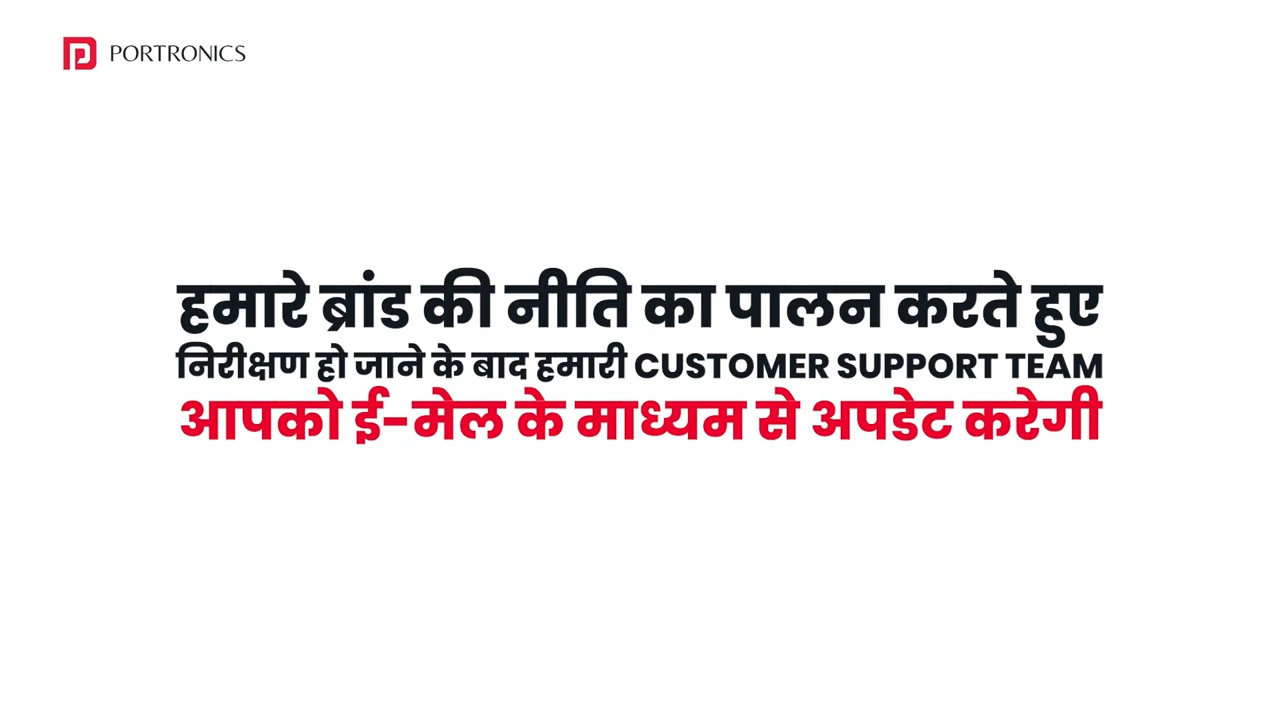 PORTRONICS
हमारे ब्रांड की नीति का पालन करते हुए
निरीक्षण हो जाने के बाद हमारी CUSTOMER SUPPORT TEAM
आपको ई-मेल के माध्यम से अपडेट करेगी